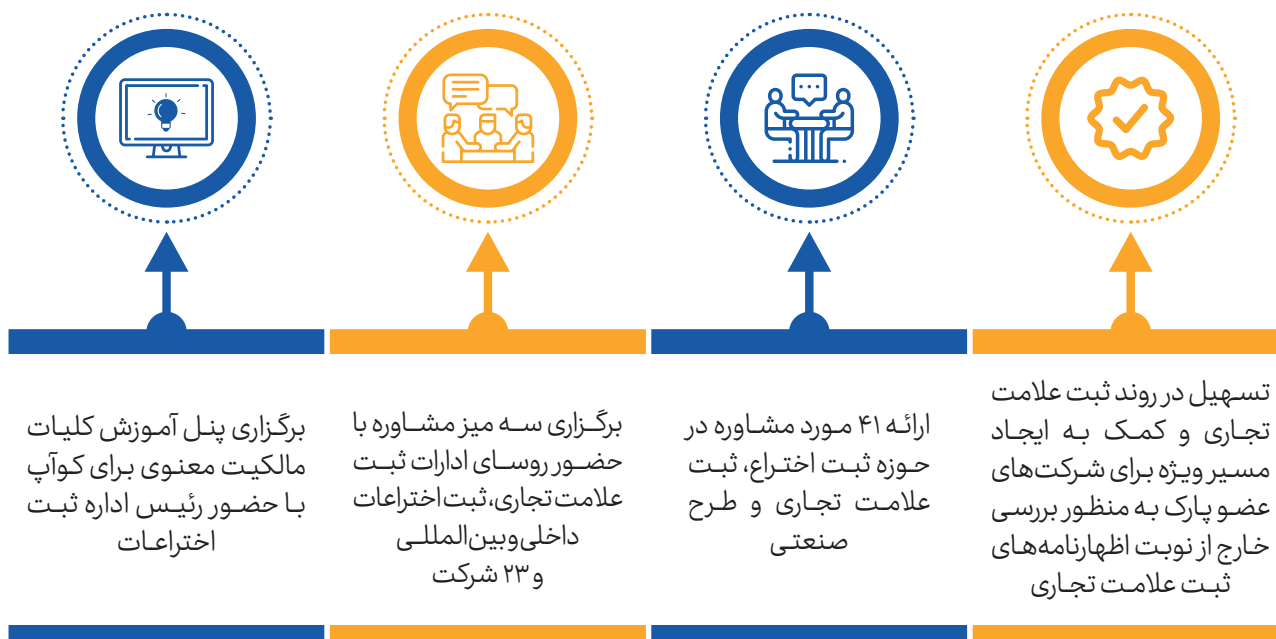 تسهیل در روند ثبت علامت
تجاری و کمک به ایجاد
مسیر ویژه برای شرکت‌های
عضو پارک به منظور بررسی
خارج از نوبت اظهارنامه‌های
ثبت علامت تجاری
ارائه ۴۱ مورد مشاوره در
حوزه ثبت اختراع، ثبت
علامت تجاری و طرح
صنعتی
برگزاری سه میز مشاوره با
حضور روسای ادارات ثبت
علامت تجاری، ثبت اختراعات
داخلی و بین‌المللی
و ۲۳ شرکت
برگزاری پنل آموزش کلیات
مالکیت معنوی برای کوآپ
با حضور رئیس اداره ثبت
اختراعات